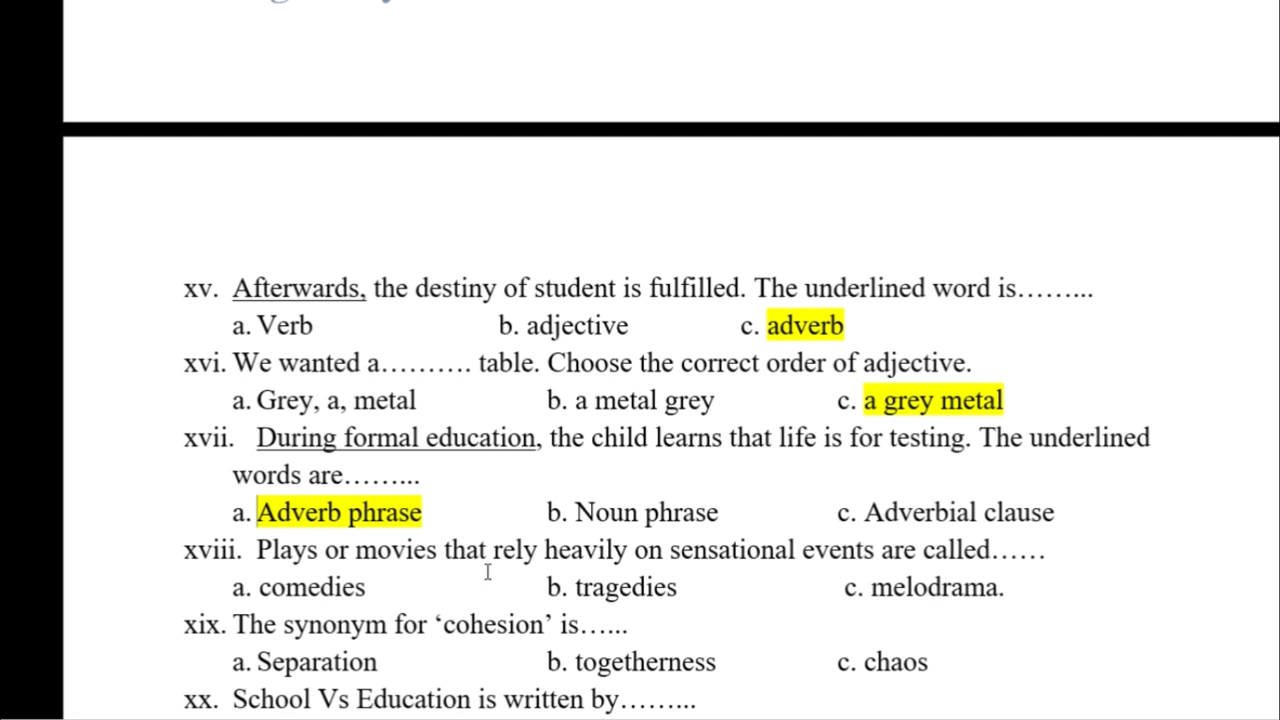 xv. Afterwards, the destiny of student is fulfilled. The underlined word is………
a. Verb b. adjective c. adverb
xvi. We wanted a………. table. Choose the correct order of adjective.
a. Grey, a, metal b. a metal grey c. a grey metal
xvii. During formal education, the child learns that life is for testing. The underlined
words are………
a. Adverb phrase b. Noun phrase c. Adverbial clause
xviii. Plays or movies that rely heavily on sensational events are called……
a. comedies b. tragedies c. melodrama.
xix. The synonym for ‘cohesion’ is……
a. Separation b. togetherness c. chaos
xx. School Vs Education is written by………